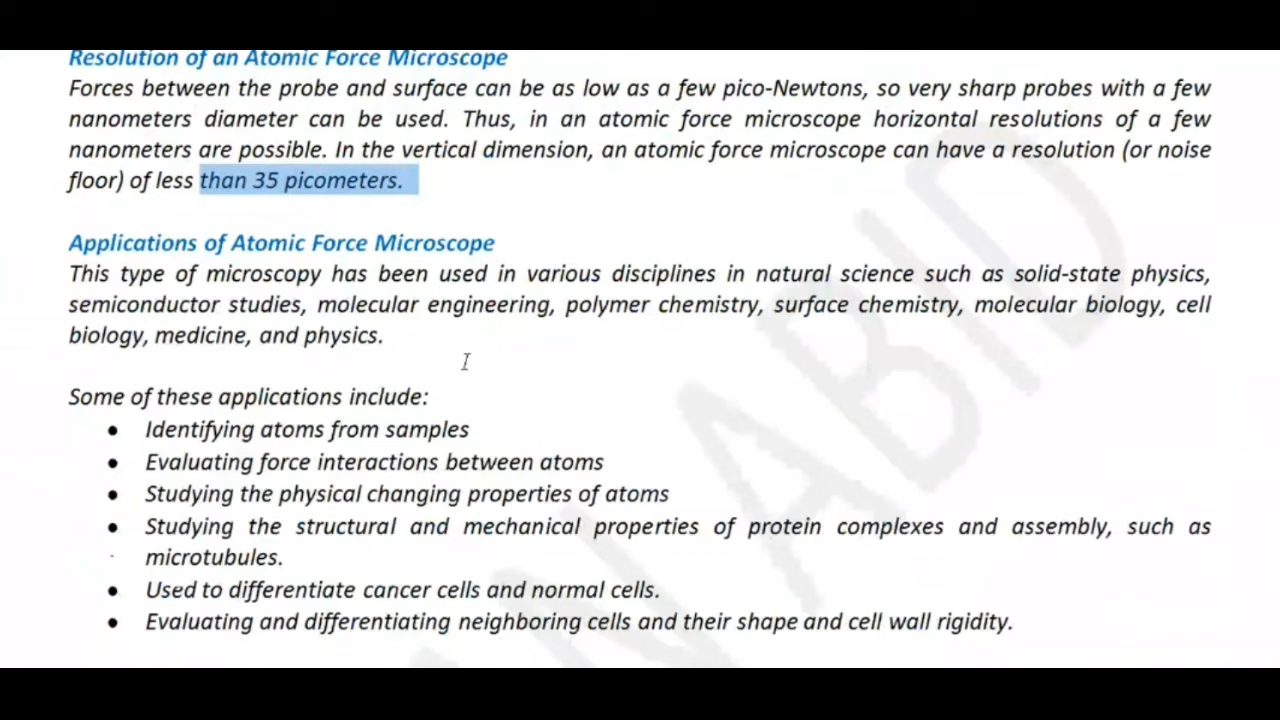 Resolution of an Atomic Force Microscope
Forces between the probe and surface can be as low as a few pico-Newtons, so very sharp probes with a few
nanometers diameter can be used. Thus, in an atomic force microscope horizontal resolutions of a few
nanometers are possible. In the vertical dimension, an atomic force microscope can have a resolution (or noise
floor) of less than 35 picometers.
Applications of Atomic Force Microscope
This type of microscopy has been used in various disciplines in natural science such as solid-state physics,
semiconductor studies, molecular engineering, polymer chemistry, surface chemistry, molecular biology, cell
biology, medicine, and physics.
Some of these applications include:
• Identifying atoms from samples
• Evaluating force interactions between atoms
• Studying the physical changing properties of atoms
• Studying the structural and mechanical properties of protein complexes and assembly, such as
microtubules.
• Used to differentiate cancer cells and normal cells.
• Evaluating and differentiating neighboring cells and their shape and cell wall rigidity.
ABID